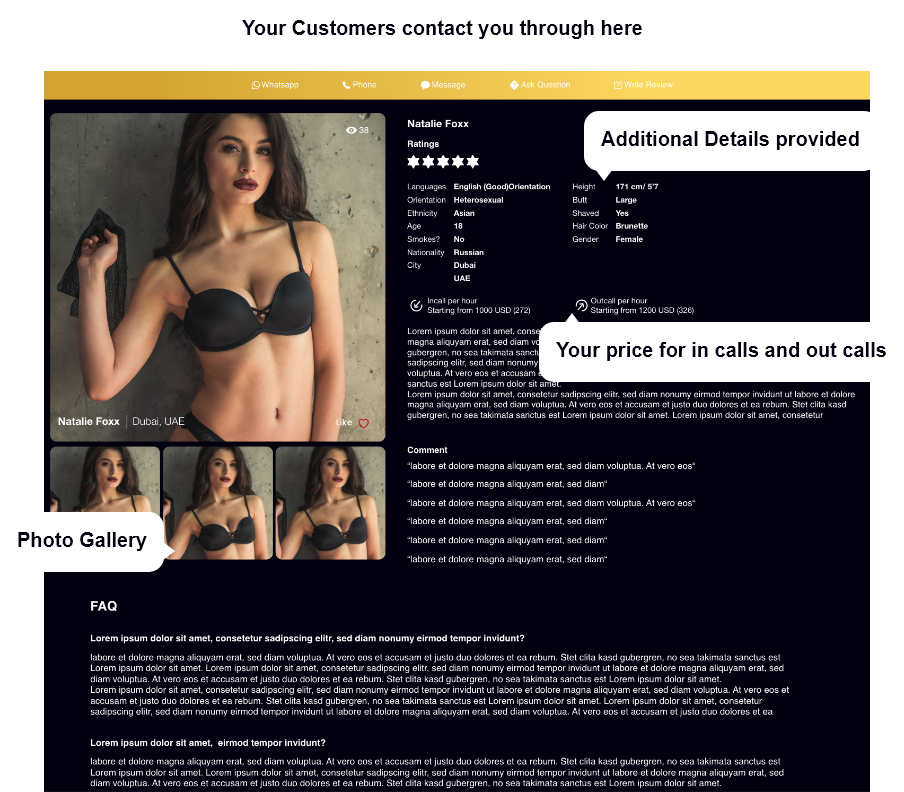 Your Customers contact you through here
Whatsapp Phone Message Ask Question Write Review
38
Natalie Foxx
Ratings
Additional Details provided
Languages English (Good)Orientation
Orientation Heterosexual
Ethnicity Asian
Age 18
Smokes? No
Nationality Russian
City Dubai
UAE
Height 171 cm/ 5'7
Butt Large
Shaved Yes
Hair Color Brunette
Gender Female
Incall per hour
Starting from 1000 USD (272)
Outcall per hour
Starting from 1200 USD (326)
Your price for in calls and out calls
Lorem ipsum dolor sit amet,
magna aliquyam erat, sed diam
gubergren, no sea takimata
sadipscing elitr, sed diam nonumy
voluptua. At vero eos et accusam
sanctus est Lorem ipsum dolor sit amet.
Lorem ipsum dolor sit amet, consetetur sadipscing elitr, sed diam nonumy eirmod tempor invidunt ut labore et dolore
magna aliquyam erat, sed diam voluptua. At vero eos et accusam et justo duo dolores et ea rebum. Stet clita kasd
gubergren, no sea takimata sanctus est Lorem ipsum dolor sit amet. Lorem ipsum dolor sit amet, consetetur
Natalie Foxx | Dubai, UAE
Like
Comment
“labore et dolore magna aliquyam erat, sed diam voluptua. At vero eos“
“labore et dolore magna aliquyam erat, sed diam“
“labore et dolore magna aliquyam erat, sed diam voluptua. At vero eos“
“labore et dolore magna aliquyam erat, sed diam“
“labore et dolore magna aliquyam erat, sed diam“
“labore et dolore magna aliquyam erat, sed diam“
Photo Gallery
FAQ
Lorem ipsum dolor sit amet, consetetur sadipscing elitr, sed diam nonumy eirmod tempor invidunt?
labore et dolore magna aliquyam erat, sed diam voluptua. At vero eos et accusam et justo duo dolores et ea rebum. Stet clita kasd gubergren, no sea takimata sanctus est
Lorem ipsum dolor sit amet. Lorem ipsum dolor sit amet, consetetur sadipscing elitr, sed diam nonumy eirmod tempor invidunt ut labore et dolore magna aliquyam erat, sed
diam voluptua. At vero eos et accusam et justo duo dolores et ea rebum. Stet clita kasd gubergren, no sea takimata sanctus est Lorem ipsum dolor sit amet.
Lorem ipsum dolor sit amet, consetetur sadipscing elitr, sed diam nonumy eirmod tempor invidunt ut labore et dolore magna aliquyam erat, sed diam voluptua. At vero eos et
accusam et justo duo dolores et ea rebum. Stet clita kasd gubergren, no sea takimata sanctus est Lorem ipsum dolor sit amet. Lorem ipsum dolor sit amet, consetetur
sadipscing elitr, sed diam nonumy eirmod tempor invidunt ut labore et dolore magna aliquyam erat, sed diam voluptua. At vero eos et accusam et justo duo dolores et ea
Lorem ipsum dolor sit amet, eirmod tempor invidunt?
labore et dolore magna aliquyam erat, sed diam voluptua. At vero eos et accusam et justo duo dolores et ea rebum. Stet clita kasd gubergren, no sea takimata sanctus est
Lorem ipsum dolor sit amet. Lorem ipsum dolor sit amet, consetetur sadipscing elitr, sed diam nonumy eirmod tempor invidunt ut labore et dolore magna aliquyam erat, sed
diam voluptua. At vero eos et accusam et justo duo dolores et ea rebum. Stet clita kasd gubergren, no sea takimata sanctus est Lorem ipsum dolor sit amet.